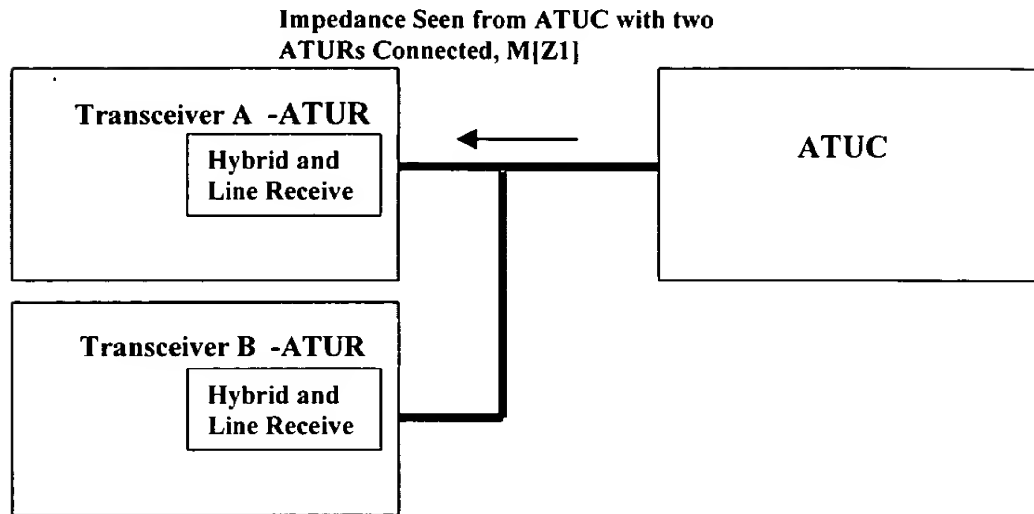 Impedance Seen from ATUC with two
ATURs Connected, M[Z1]
Transceiver A -ATUR
Hybrid and
Line Receive
ATUC
Transceiver B -ATUR
Hybrid and
Line Receive